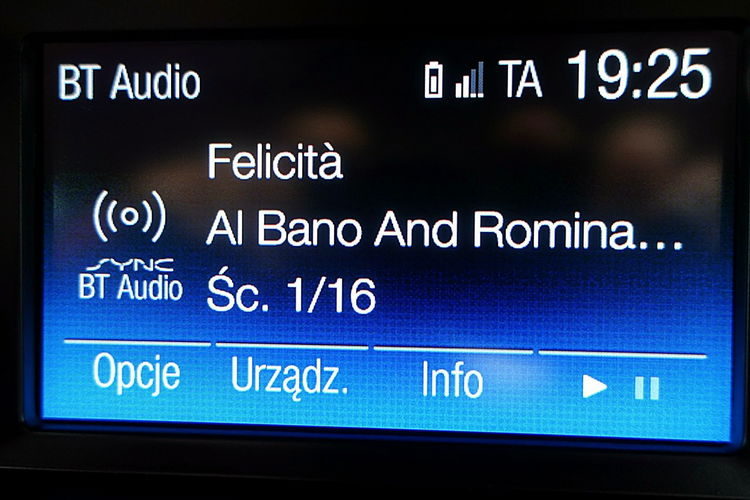 BT Audio TA 19:25
Felicità
Al Bano And Romina...
SYNC
BT Audio
Śc. 1/16
Opcje Urządz. Info